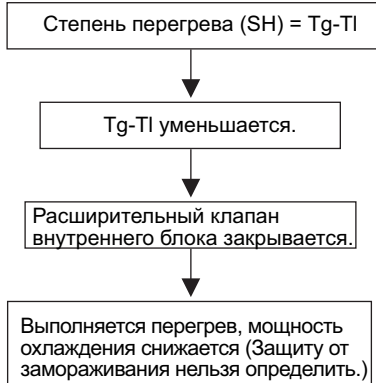 Степень перегрева (SH) = Tg-Tl
Tg-Tl уменьшается.
Расширительный клапан
внутреннего блока закрывается.
Выполняется перегрев, мощность
охлаждения снижается (Защиту от
замораживания нельзя определить.)